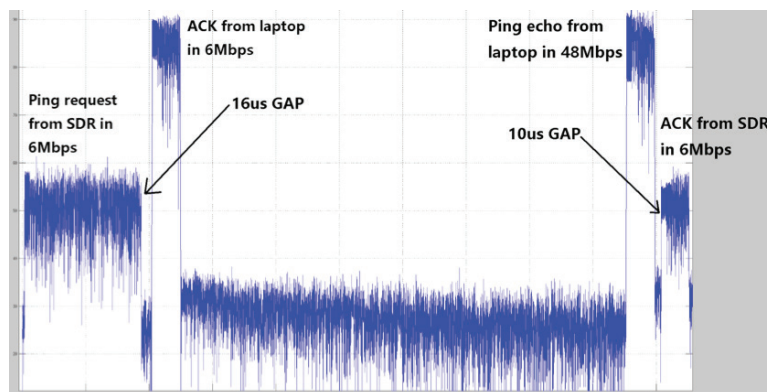 ACK from laptop
in 6Mbps
Ping echo from
laptop in 48Mbps
Ping request
from SDR in
6Mbps
16us GAP
10us GAP
ACK from SDR
in 6Mbps